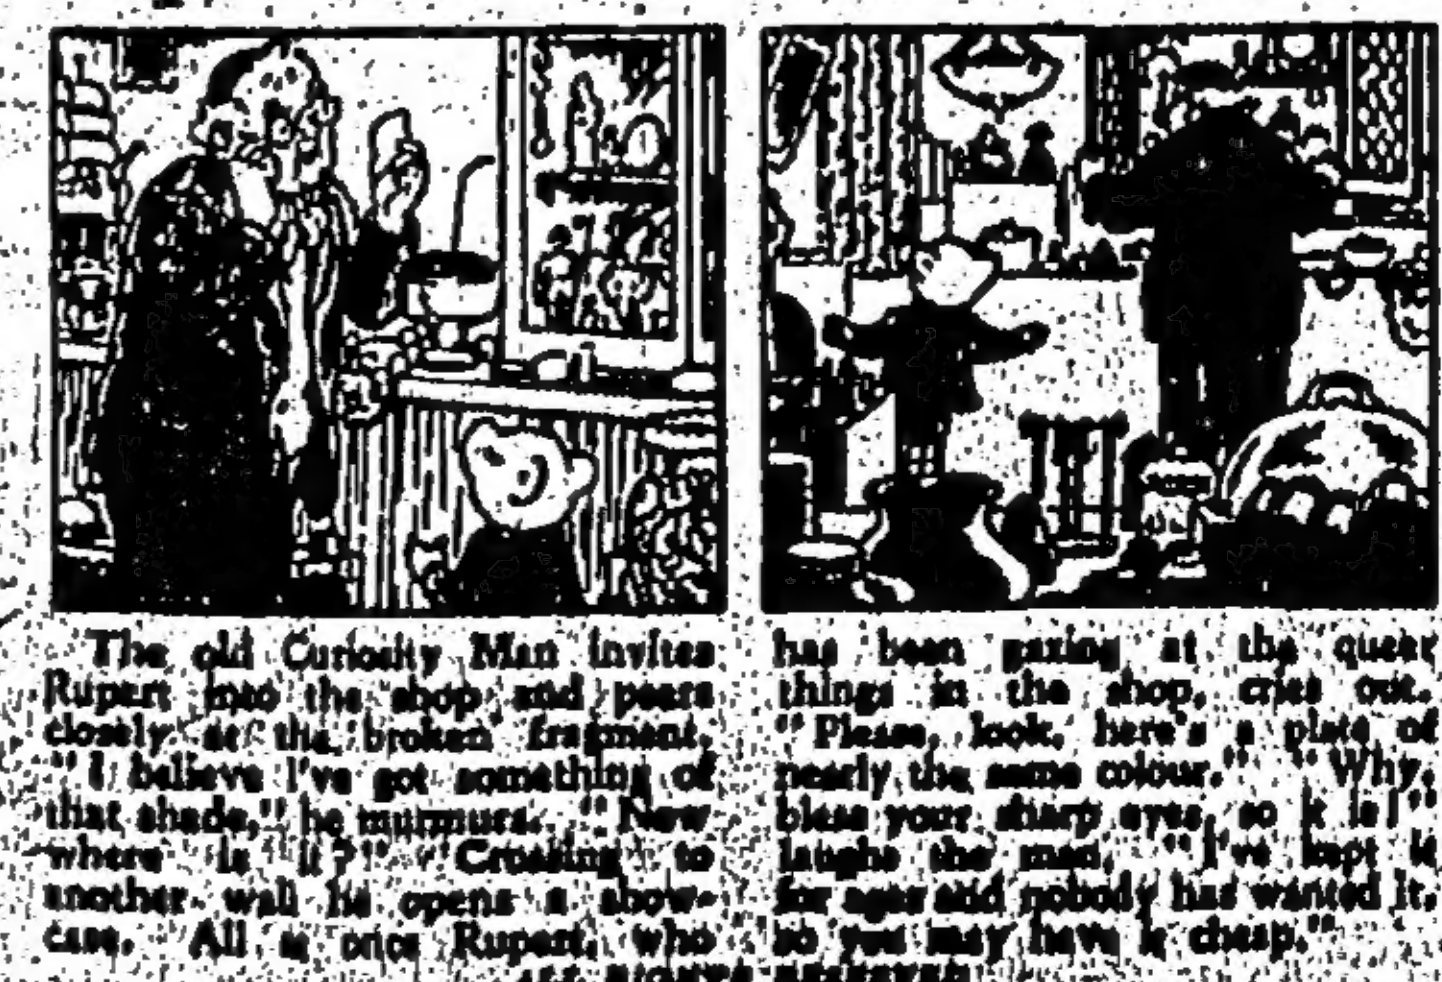 The old Curiosity Man invites
Rupert into the shop and peers
closely at the broken fragment.
"I believe I've got something of
that shade," he murmurs. "Now
where is it?" Crossing to
another wall he opens a show-
case. All at once Rupert, who
has been gazing at the queer
things in the shop, cries out.
"Please, look, here's a plate of
nearly the same colour." "Why,
bless your sharp eyes, so it is!"
laughs the man. "I've kept it
for ages and nobody has wanted it,
so you may have it cheap."
ALL RIGHTS RESERVED